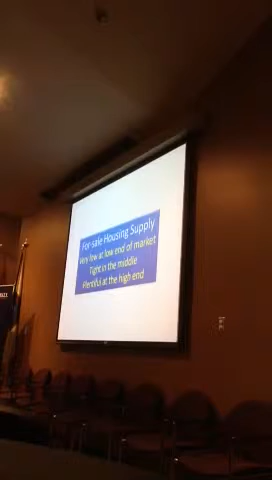 For-sale Housing Supply
Very few at low end of market
Tight in the middle
Plentiful at the high end